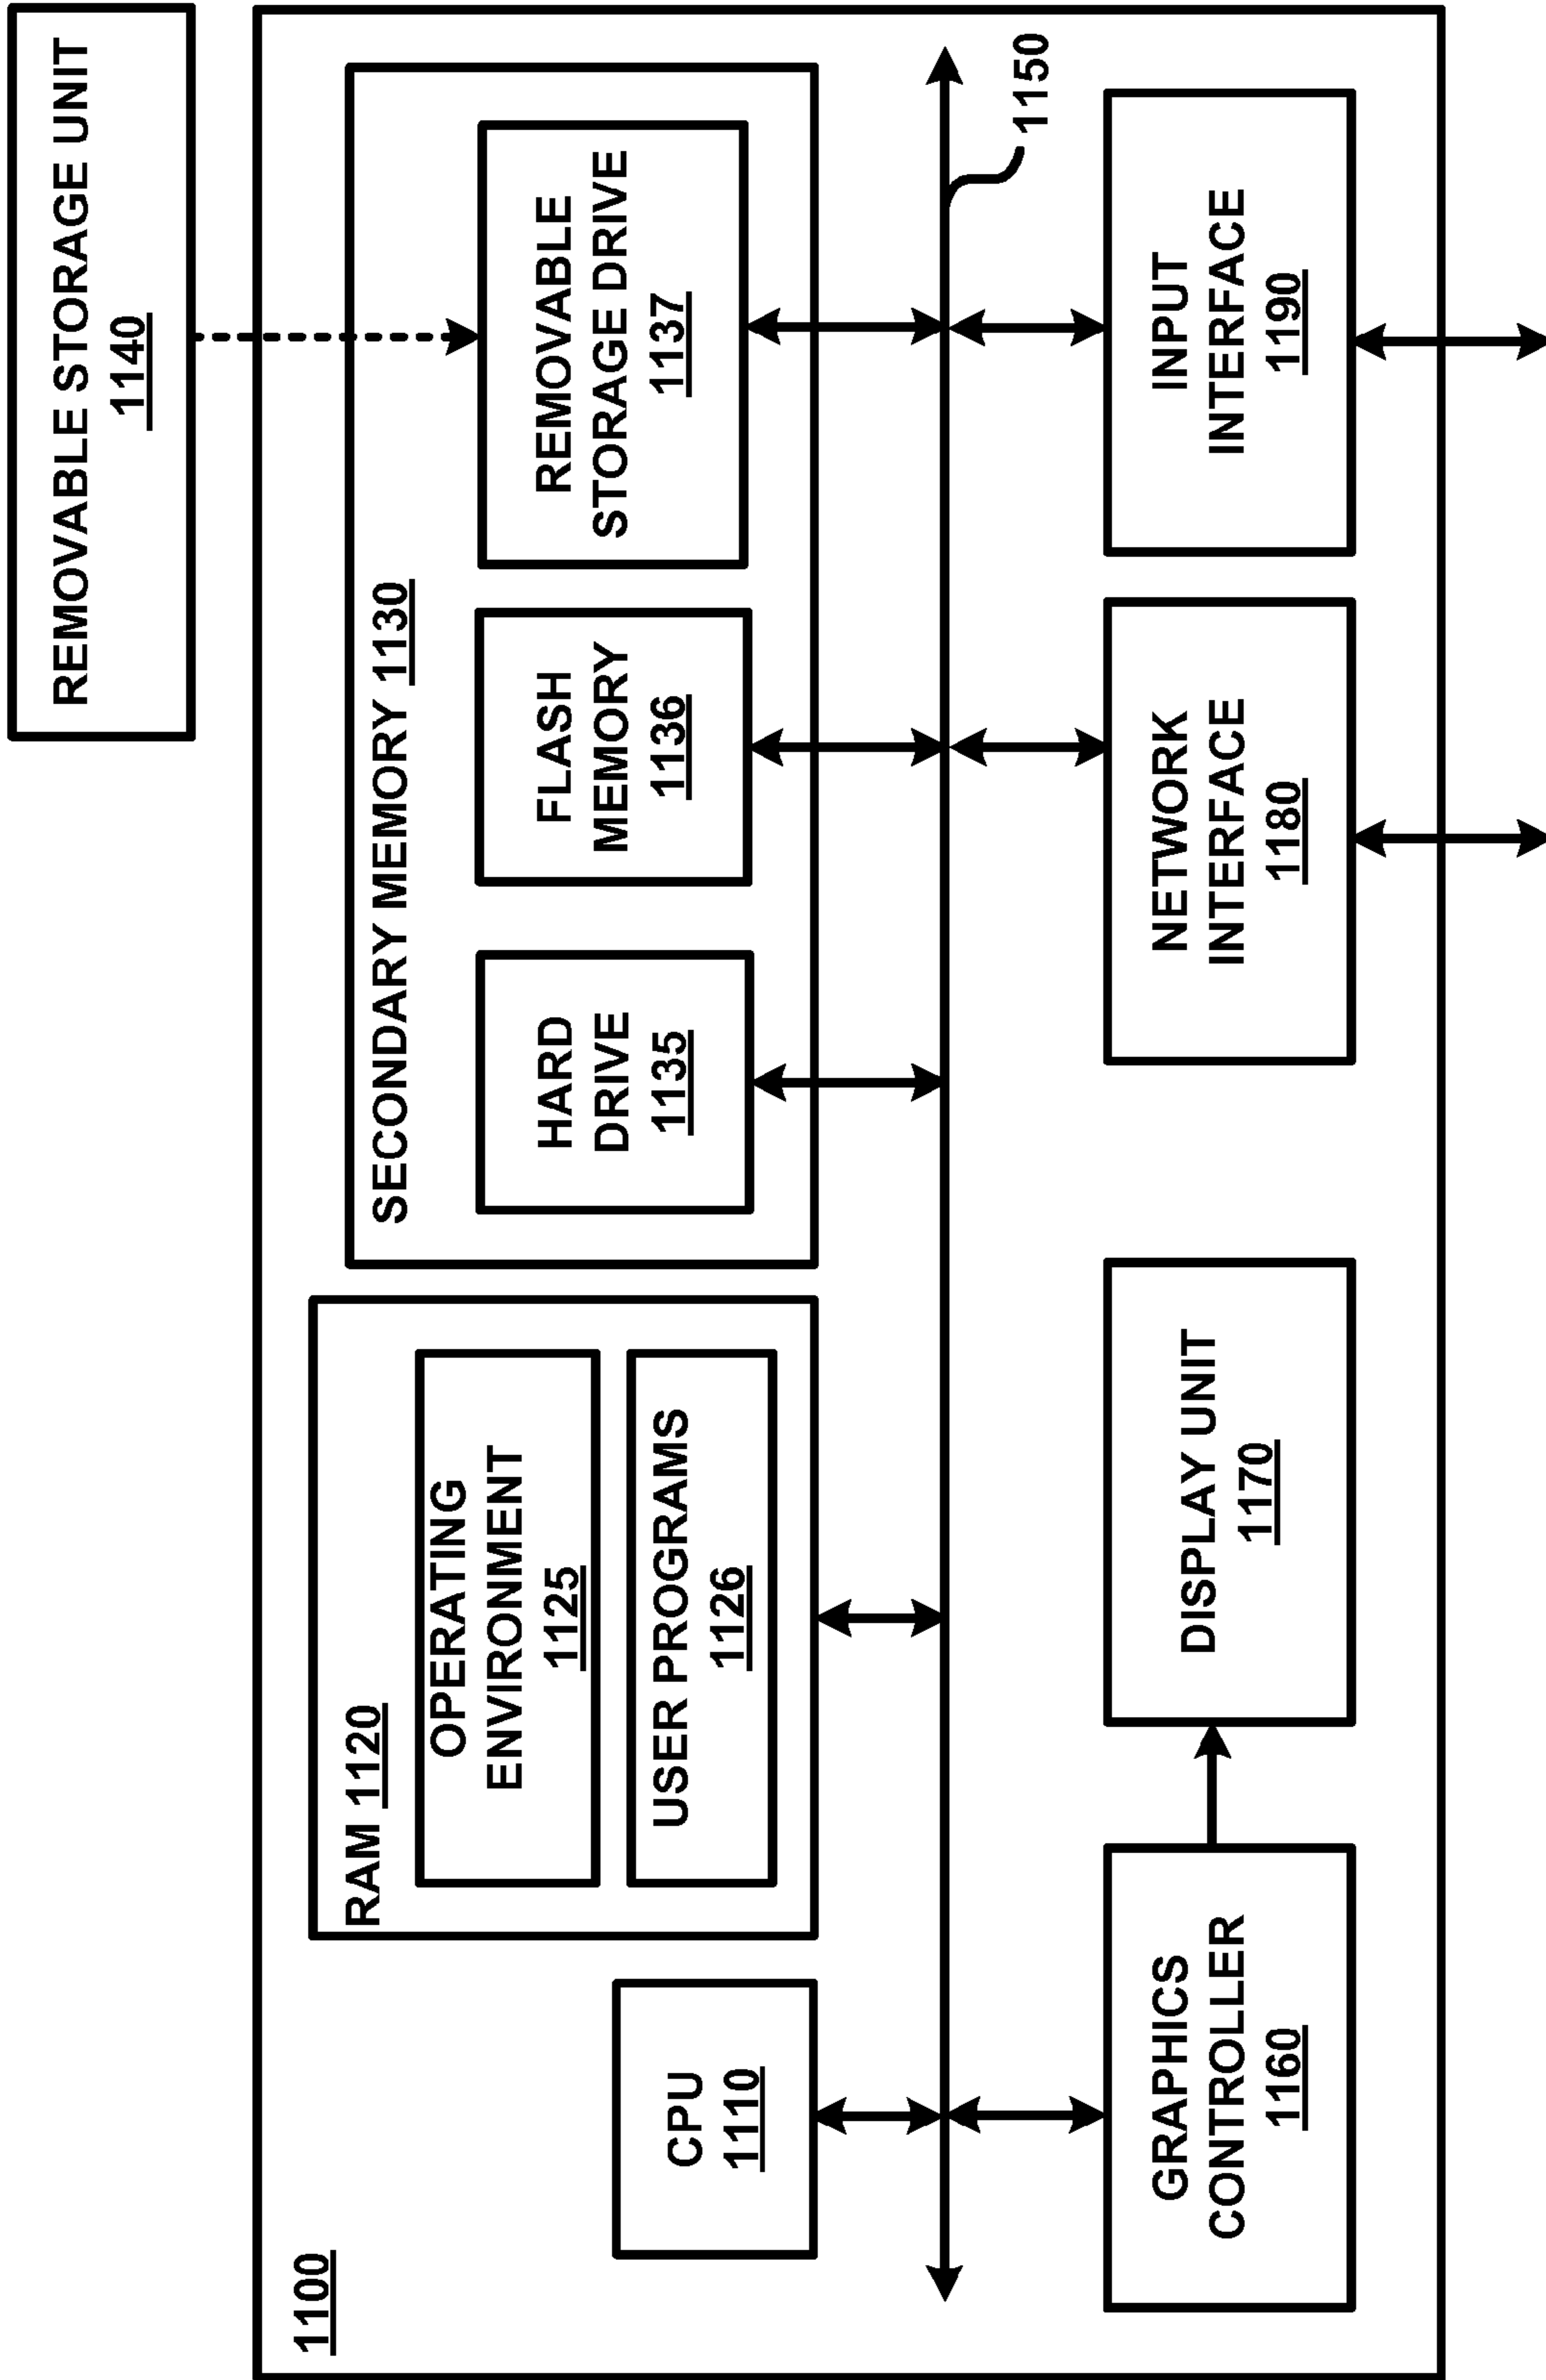 REMOVABLE STORAGE UNIT
1140
1100
CPU
1110
RAM 1120
OPERATING
ENVIRONMENT
1125
USER PROGRAMS
1126
SECONDARY MEMORY 1130
HARD
DRIVE
1135
FLASH
MEMORY
1136
REMOVABLE
STORAGE DRIVE
1137
1150
GRAPHICS
CONTROLLER
1160
DISPLAY UNIT
1170
NETWORK
INTERFACE
1180
INPUT
INTERFACE
1190